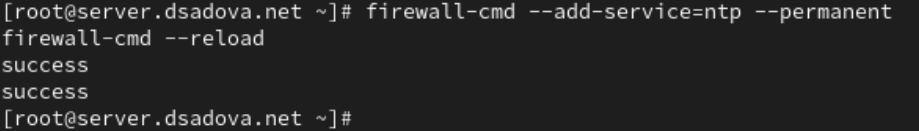 [root@server.dsadova.net ~]# firewall-cmd --add-service=ntp --permanent
firewall-cmd --reload
success
success
[root@server.dsadova.net ~]#